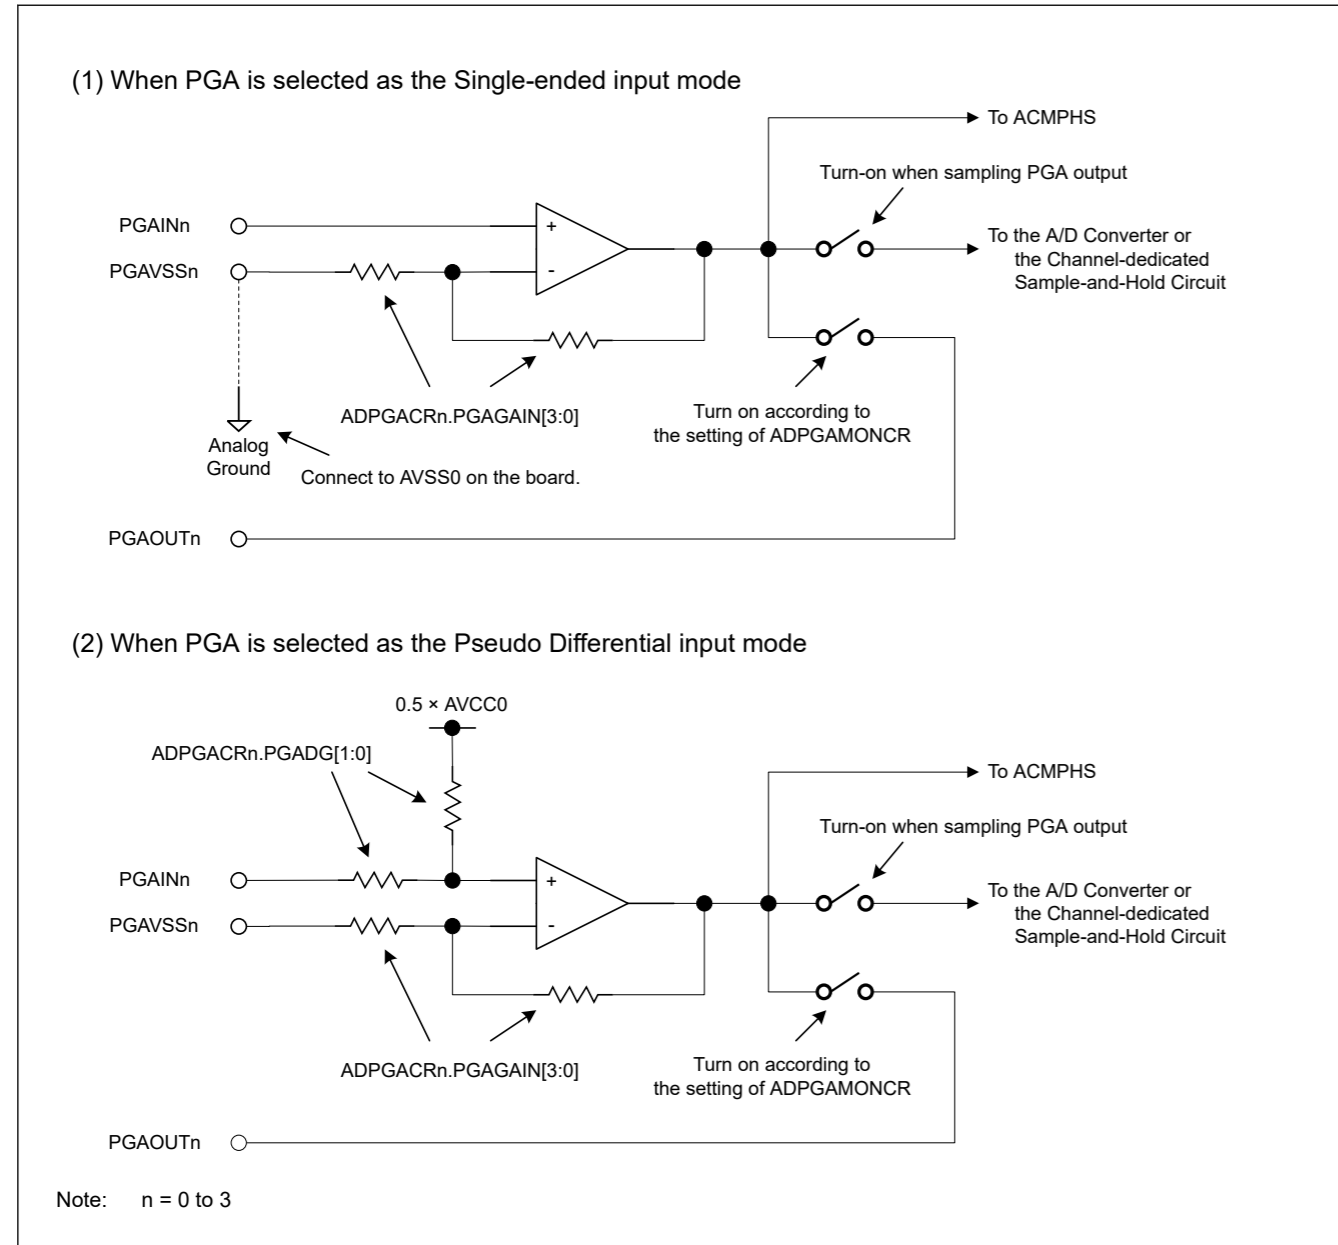 (1) When PGA is selected as the Single-ended input mode
To ACMPHS
Turn-on when sampling PGA output
PGAINn
+
To the A/D Converter or
the Channel-dedicated
Sample-and-Hold Circuit
PGAVSSn
-
ADPGACRn.PGAGAIN[3:0]
Turn on according to
the setting of ADPGAMONCR
Analog
Ground
Connect to AVSS0 on the board.
PGAOUTn
(2) When PGA is selected as the Pseudo Differential input mode
0.5 × AVCC0
ADPGACRn.PGADG[1:0]
To ACMPHS
Turn-on when sampling PGA output
PGAINn
+
To the A/D Converter or
the Channel-dedicated
Sample-and-Hold Circuit
PGAVSSn
-
ADPGACRn.PGAGAIN[3:0]
Turn on according to
the setting of ADPGAMONCR
PGAOUTn
Note: n = 0 to 3